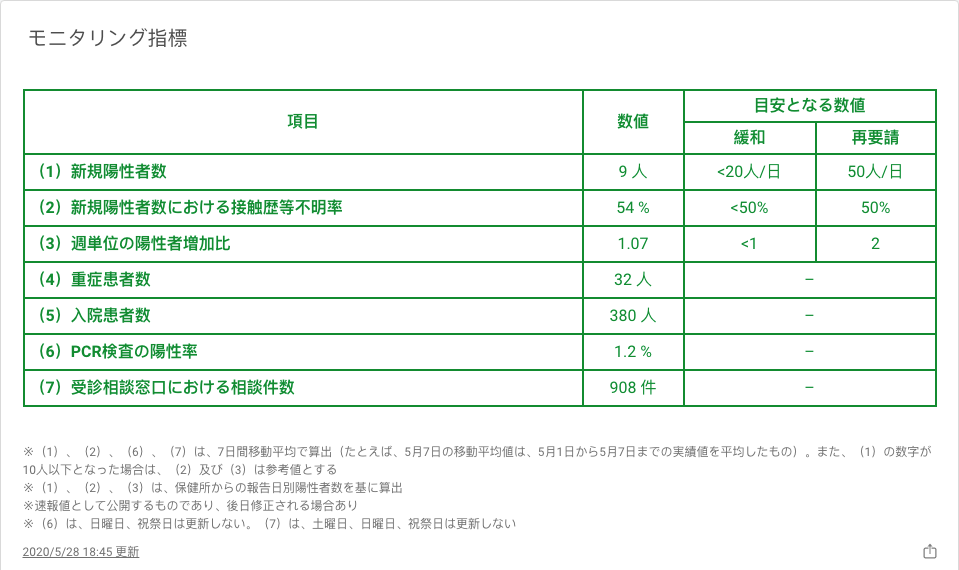 モニタリング指標
項目 数値 目安となる数値
緩和 再要請
（1）新規陽性者数 9 人 <20人/日 50人/日
（2）新規陽性者数における接触歴等不明率 54 % <50% 50%
（3）週単位の陽性者増加比 1.07 <1 2
（4）重症患者数 32 人 –
（5）入院患者数 380 人 –
（6）PCR検査の陽性率 1.2 % –
（7）受診相談窓口における相談件数 908 件 –
※（1）、（2）、（6）、（7）は、7日間移動平均で算出（たとえば、5月7日の移動平均値は、5月1日から5月7日までの実績値を平均したもの）。また、（1）の数字が
10人以下となった場合は、（2）及び（3）は参考値とする
※（1）、（2）、（3）は、保健所からの報告日別陽性者数を基に算出
※速報値として公開するものであり、後日修正される場合あり
※（6）は、日曜日、祝祭日は更新しない。（7）は、土曜日、日曜日、祝祭日は更新しない
2020/5/28 18:45 更新